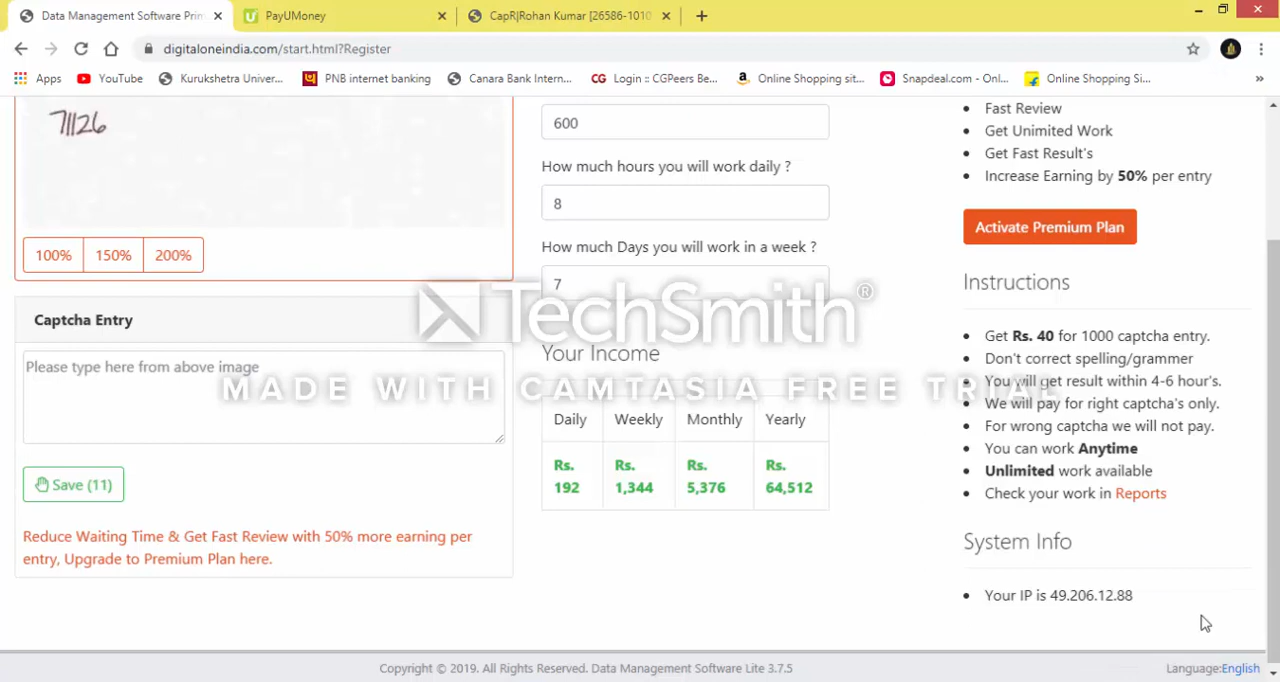 Data Management Software Prim
PayUMoney
CapR|Rohan Kumar [26586-1010
digitaloneindia.com/start.html?Register
Apps
YouTube
Kurukshetra Univer...
PNB internet banking
Canara Bank Intern...
CG
Login :: CGPeers Be...
Online Shopping sit...
Snapdeal.com - Onl...
Online Shopping Si...
»
71126
100%
150%
200%
Captcha Entry
Please type here from above image
Save (11)
Reduce Waiting Time & Get Fast Review with 50% more earning per
entry, Upgrade to Premium Plan here.
600
How much hours you will work daily ?
8
How much Days you will work in a week ?
7
Your Income
Daily Weekly Monthly Yearly
Rs. Rs. Rs. Rs.
192 1,344 5,376 64,512
Fast Review
Get Unimited Work
Get Fast Result's
Increase Earning by 50% per entry
Activate Premium Plan
Instructions
Get Rs. 40 for 1000 captcha entry.
Don't correct spelling/grammer
You will get result within 4-6 hour's.
We will pay for right captcha's only.
For wrong captcha we will not pay.
You can work Anytime
Unlimited work available
Check your work in Reports
System Info
Your IP is 49.206.12.88
TechSmith®
MADE WITH CAMTASIA FREE TRIAL
Copyright © 2019. All Rights Reserved. Data Management Software Lite 3.7.5
Language:English